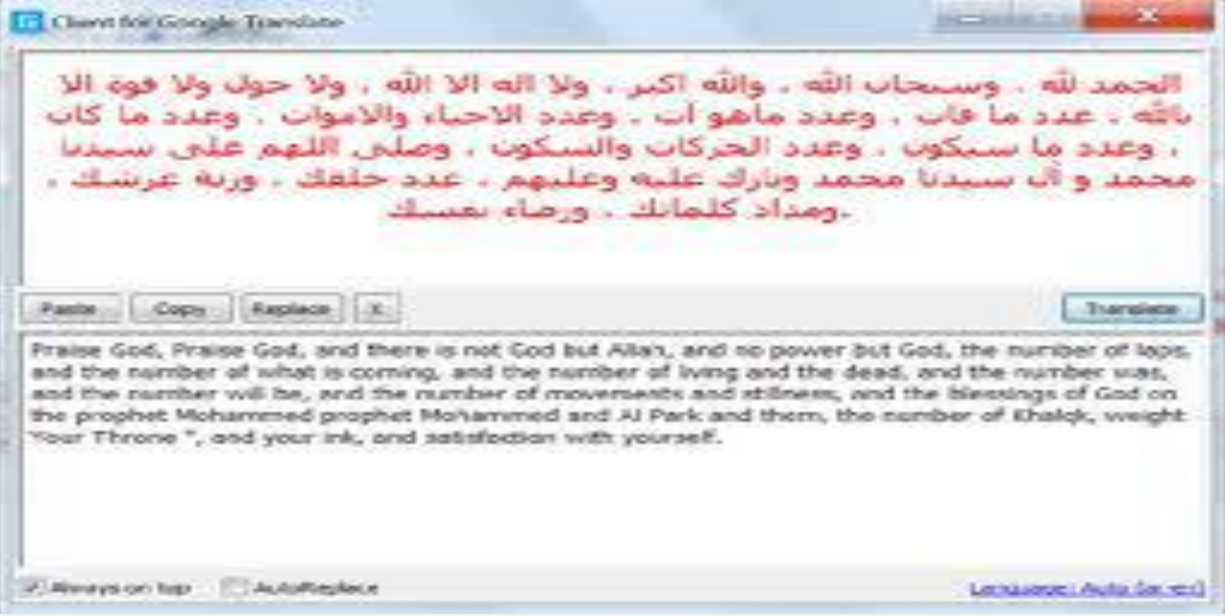 Client for Google Translate
الحمد لله ، وسبحان الله ، والله اكبر ، ولا اله الا الله ، ولا حول ولا قوة الا
بالله ، عدد ما فات ، وعدد ماهو آت ، وعدد الاحياء والاموات ، وعدد ما كان
، وعدد ما سيكون ، وعدد الحركات والسكون ، وصلى اللهم على سيدنا
محمد و آل سيدنا محمد وبارك عليه وعليهم ، عدد خلقك ، وزنة عرشك ،
ومداد كلماتك ، ورضاء نفسك.
Paste Copy Replace X Translate
Praise God, Praise God, and there is not God but Allah, and no power but God, the number of laps,
and the number of what is coming, and the number of living and the dead, and the number was,
and the number will be, and the number of movements and stillness, and the blessings of God on
the prophet Mohammed prophet Mohammed and Al Park and them, the number of Khalqk, weight
Your Throne ", and your ink, and satisfaction with yourself.
Always on top AutoReplace Language: Auto